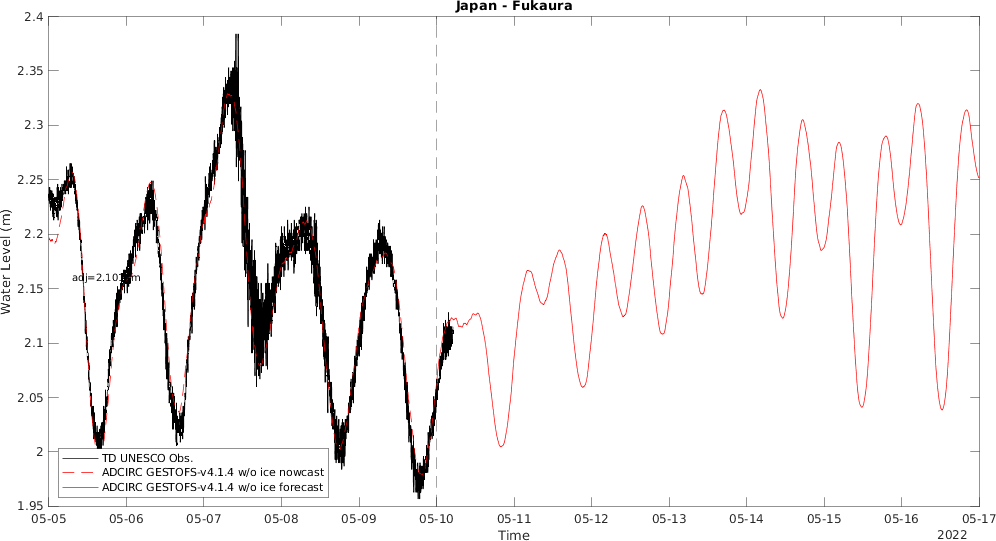 Japan - Fukaura
2.4
2.35
2.3
2.25
2.2
2.15
2.1
2.05
2
1.95
Water Level (m)
TD UNESCO Obs.
ADCIRC GESTOFS-v4.1.4 w/o ice nowcast
ADCIRC GESTOFS-v4.1.4 w/o ice forecast
05-05 05-06 05-07 05-08 05-09 05-10 05-11 05-12 05-13 05-14 05-15 05-16 05-17
Time
2022